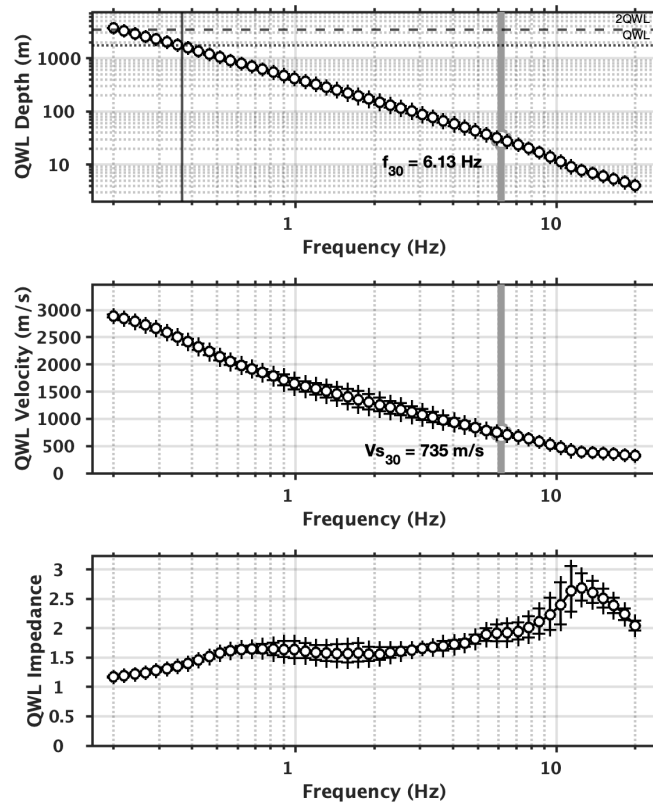 2QWL
QWL
1000
100
10
QWL Depth (m)
f30 = 6.13 Hz
1
10
Frequency (Hz)
3000
2500
2000
1500
1000
500
0
QWL Velocity (m/s)
Vs30 = 735 m/s
1
10
Frequency (Hz)
3
2.5
2
1.5
1
0.5
0
QWL Impedance
1
10
Frequency (Hz)